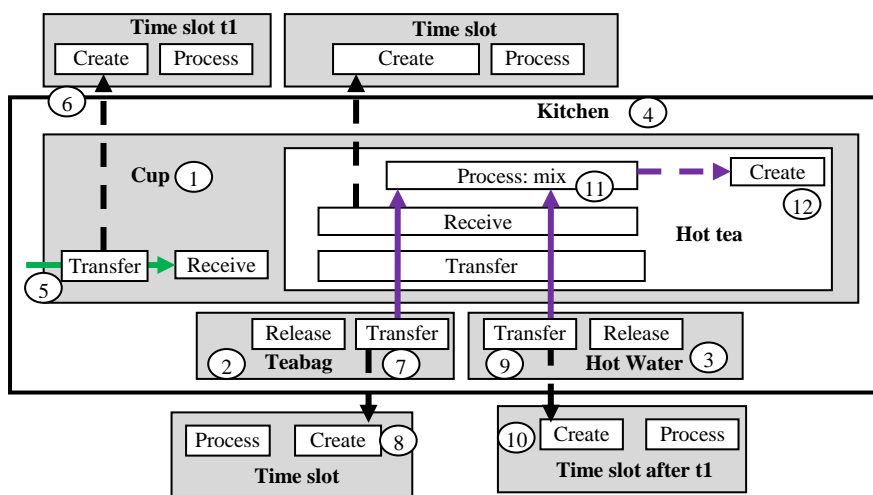 Time slot t1
Create
Process
Time slot
Create
Process
6
Kitchen
4
Cup
1
Process: mix
11
Create
12
Receive
Hot tea
Transfer
Receive
5
Transfer
Release
Transfer
2
Teabag
7
Transfer
Release
9
Hot Water
3
Process
Create
8
Time slot
10
Create
Process
Time slot after t1